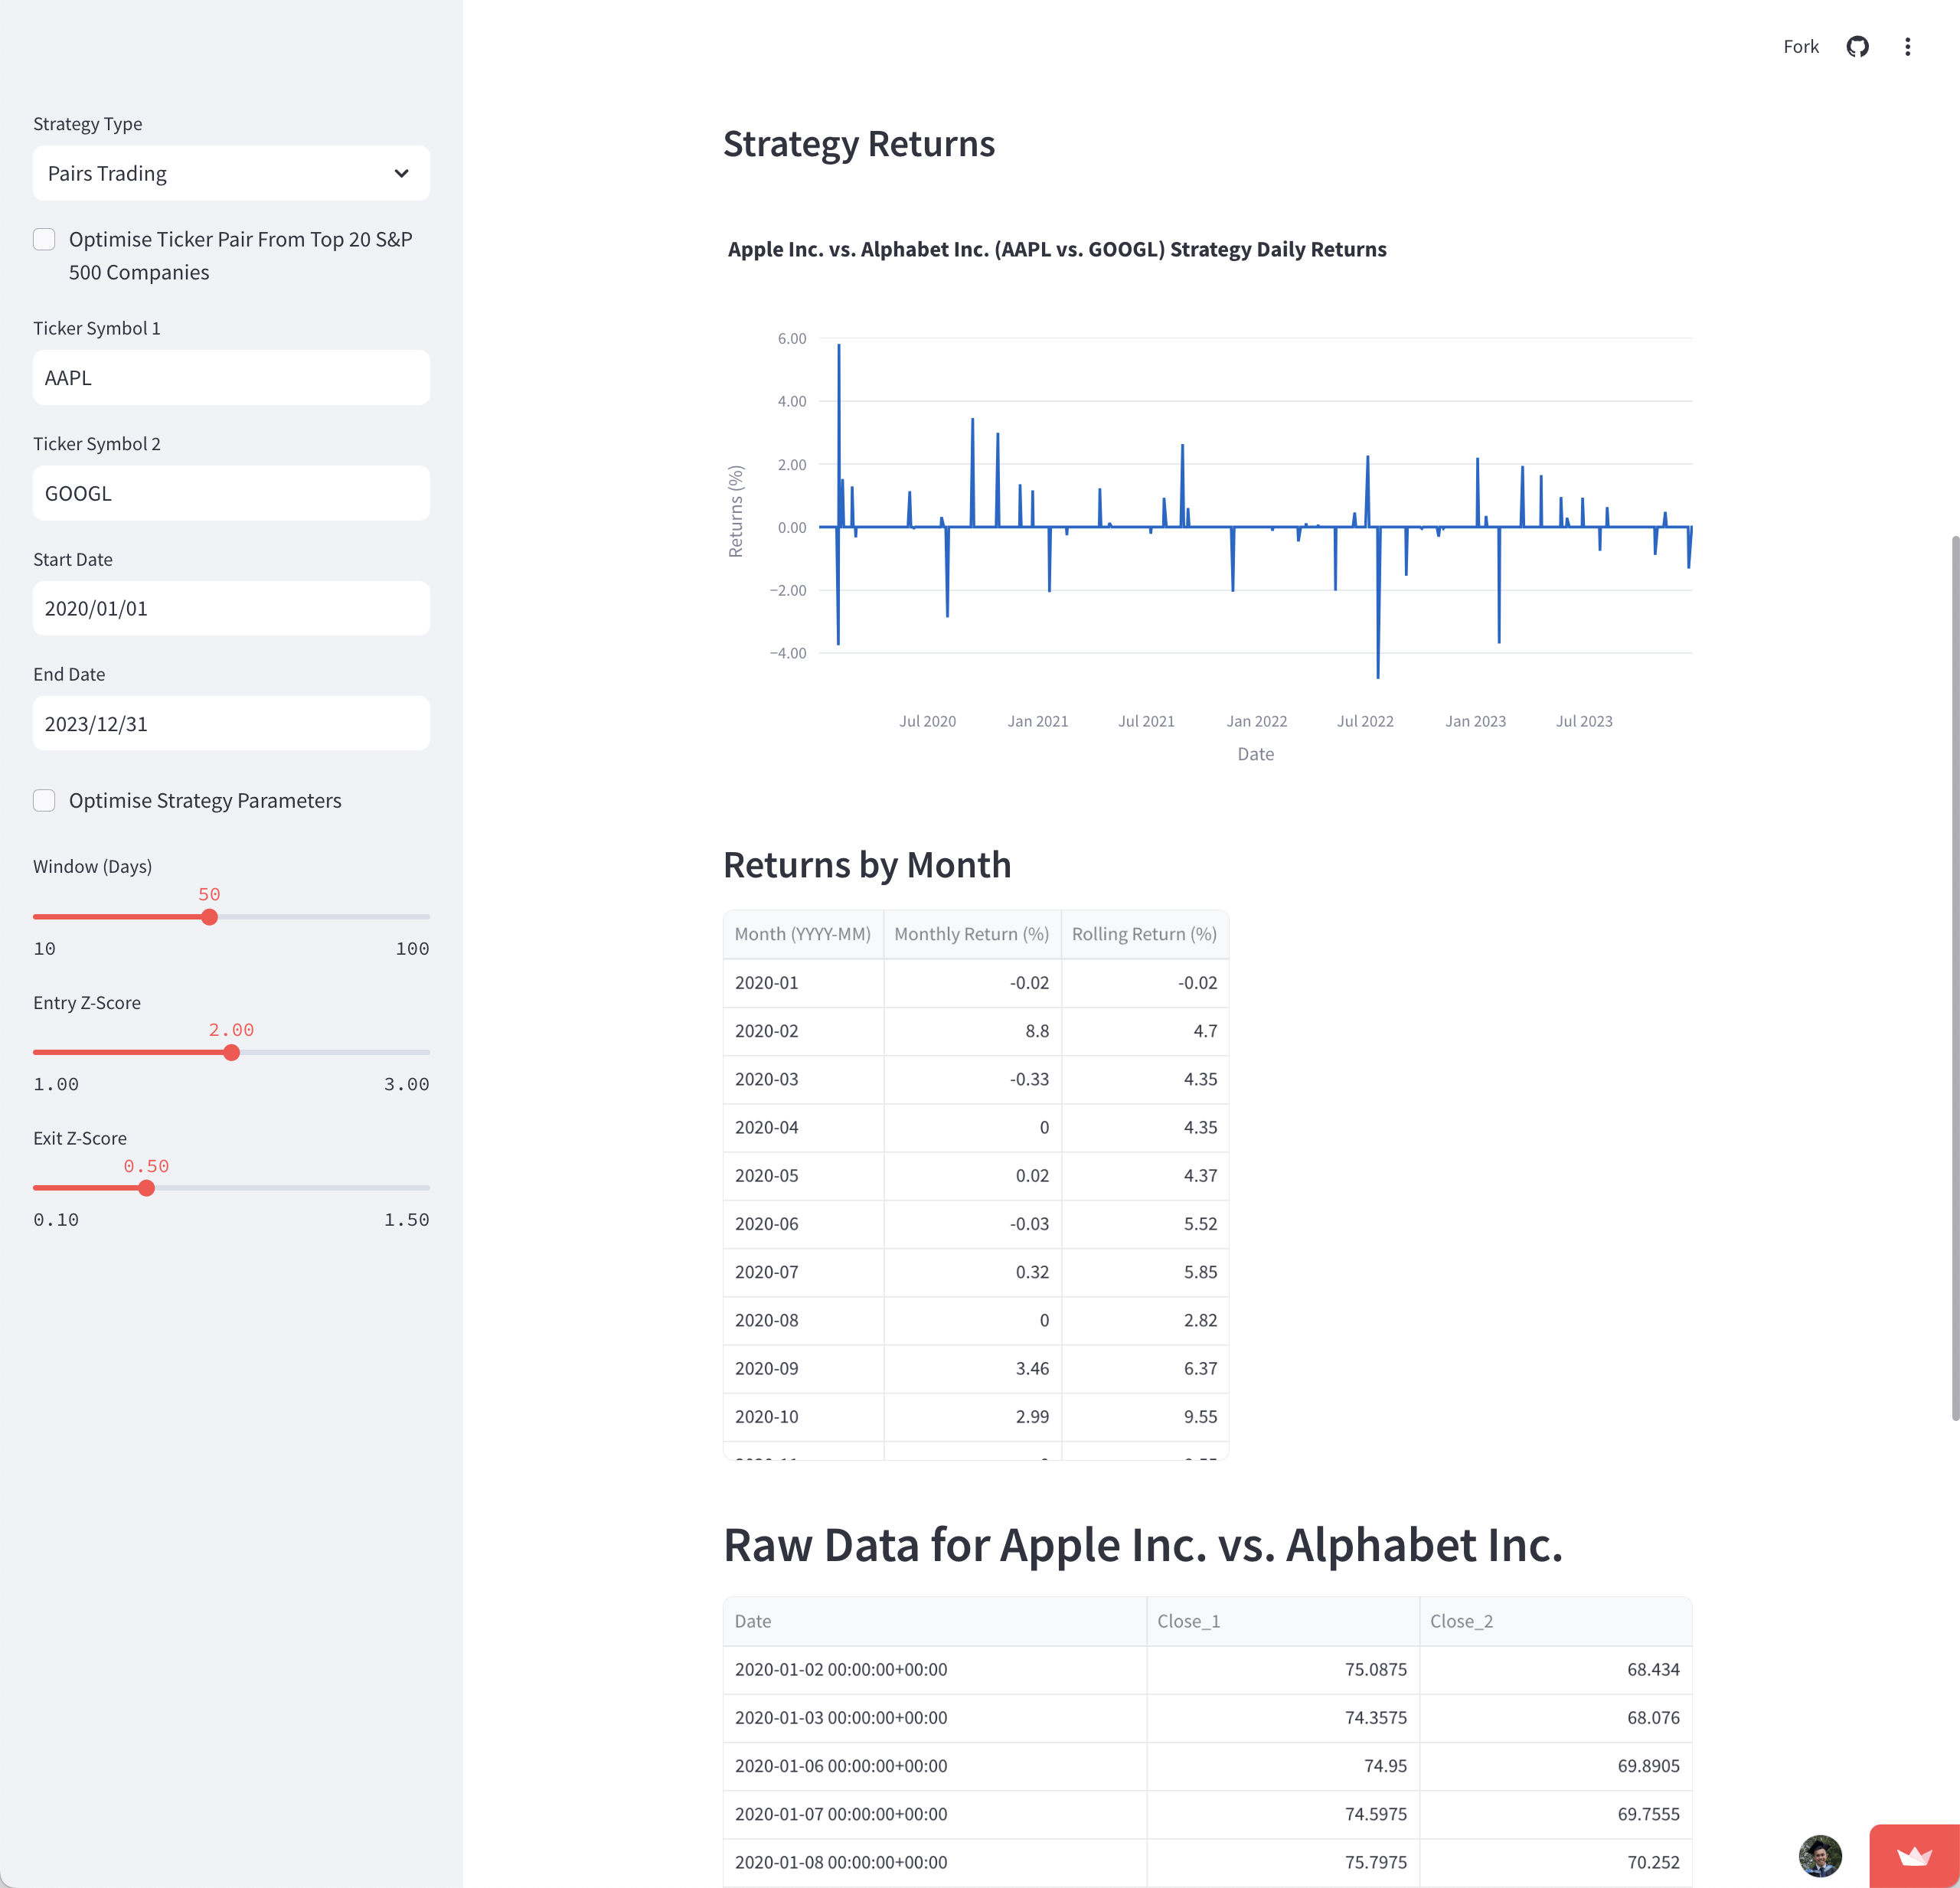 Fork
Strategy Type
Pairs Trading
Optimise Ticker Pair From Top 20 S&P
500 Companies
Ticker Symbol 1
AAPL
Ticker Symbol 2
GOOGL
Start Date
2020/01/01
End Date
2023/12/31
Optimise Strategy Parameters
Window (Days)
50
10 100
Entry Z-Score
2.00
1.00 3.00
Exit Z-Score
0.50
0.10 1.50
Strategy Returns
Apple Inc. vs. Alphabet Inc. (AAPL vs. GOOGL) Strategy Daily Returns
Returns (%)
6.00
4.00
2.00
0.00
−2.00
−4.00
Jul 2020 Jan 2021 Jul 2021 Jan 2022 Jul 2022 Jan 2023 Jul 2023
Date
Returns by Month
Month (YYYY-MM) Monthly Return (%) Rolling Return (%)
2020-01 -0.02 -0.02
2020-02 8.8 4.7
2020-03 -0.33 4.35
2020-04 0 4.35
2020-05 0.02 4.37
2020-06 -0.03 5.52
2020-07 0.32 5.85
2020-08 0 2.82
2020-09 3.46 6.37
2020-10 2.99 9.55
Raw Data for Apple Inc. vs. Alphabet Inc.
Date Close_1 Close_2
2020-01-02 00:00:00+00:00 75.0875 68.434
2020-01-03 00:00:00+00:00 74.3575 68.076
2020-01-06 00:00:00+00:00 74.95 69.8905
2020-01-07 00:00:00+00:00 74.5975 69.7555
2020-01-08 00:00:00+00:00 75.7975 70.252